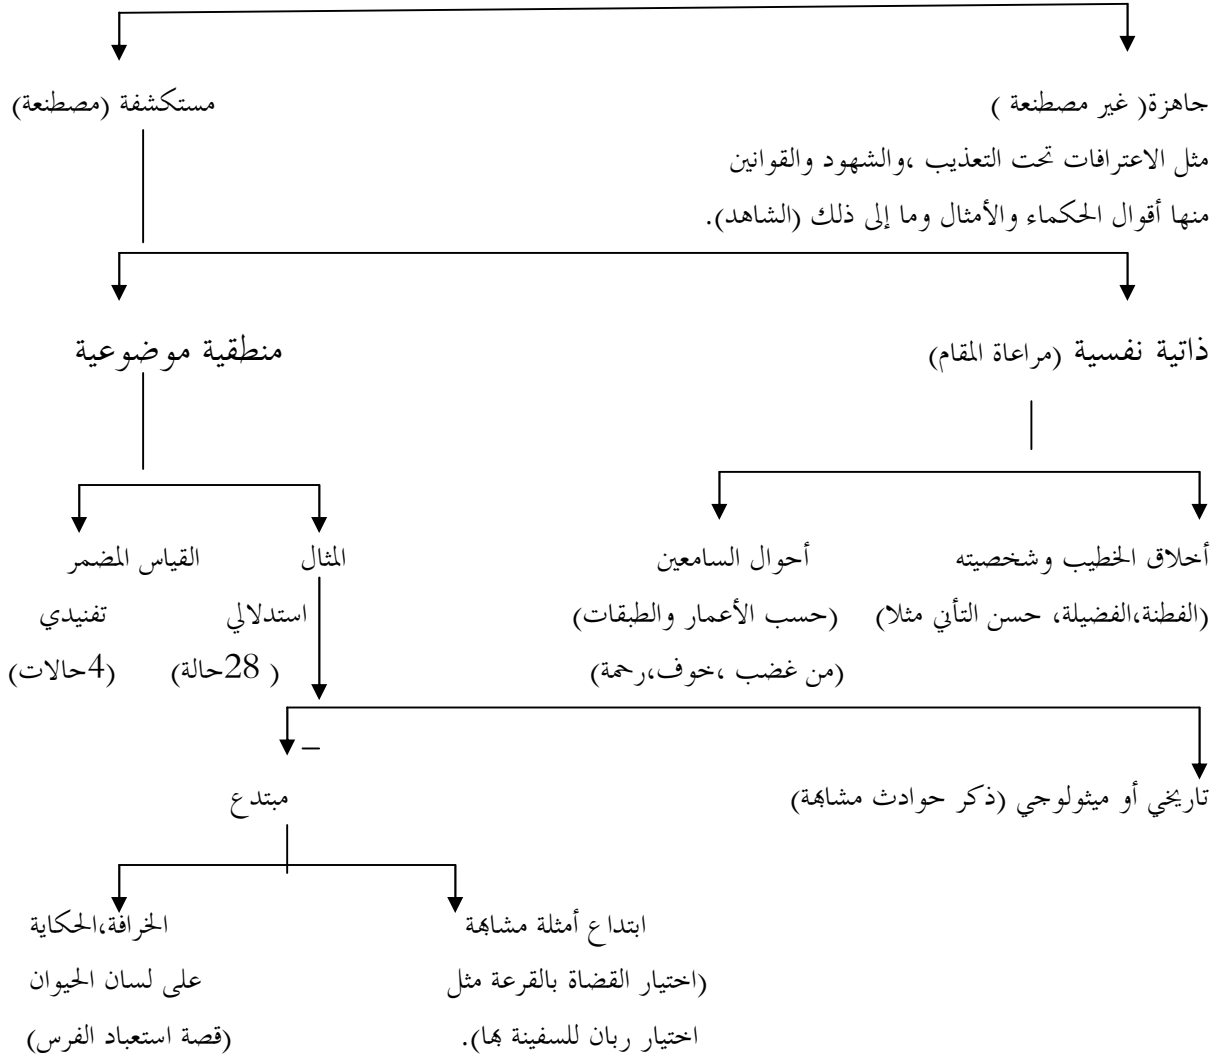 جاهزة( غير مصطنعة )
مستكشفة (مصطنعة)
مثل الاعترافات تحت التعذيب ،والشهود والقوانين
منها أقوال الحكماء والأمثال وما إلى ذلك (الشاهد).
ذاتية نفسية (مراعاة المقام)
منطقية موضوعية
أخلاق الخطيب وشخصيته
أحوال السامعين
المثال
القياس المضمر
(الفطنة،الفضيلة، حسن التأني مثلا)
(حسب الأعمار والطبقات)
استدلالي
تفنيدي
(من غضب ،خوف،رحمة)
( 28حالة)
(4حالات)
–
تاريخي أو ميثولوجي (ذكر حوادث مشابهة)
مبتدع
ابتداع أمثلة مشابهة
الخرافة،الحكاية
(اختيار القضاة بالقرعة مثل
على لسان الحيوان
اختيار ربان للسفينة بها).
(قصة استعباد الفرس)